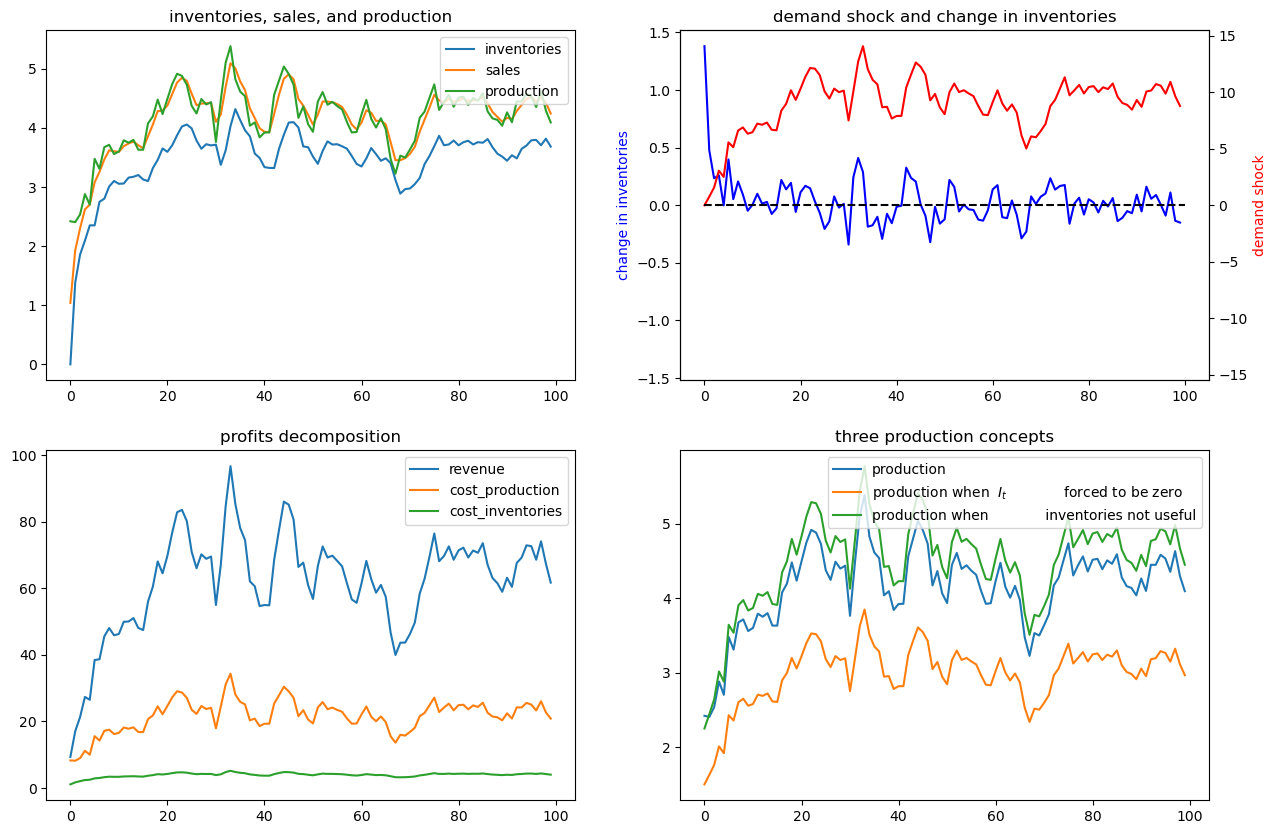 inventories, sales, and production
inventories
sales
production
5
4
3
2
1
0
0 20 40 60 80 100
demand shock and change in inventories
change in inventories
1.5
1.0
0.5
0.0
−0.5
−1.0
−1.5
15
10
5
0
−5
−10
−15
demand shock
0 20 40 60 80 100
profits decomposition
revenue
cost_production
cost_inventories
100
80
60
40
20
0
0 20 40 60 80 100
three production concepts
production
production when I_t forced to be zero
production when inventories not useful
5
4
3
2
0 20 40 60 80 100